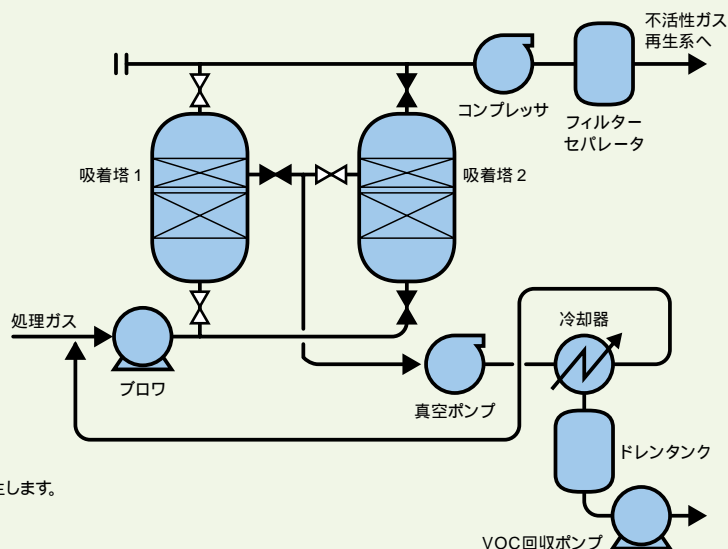 不活性ガス
再生系へ
コンプレッサ
フィルター
セパレータ
吸着塔1
吸着塔2
処理ガス
ブロワ
冷却器
真空ポンプ
ドレンタンク
生します。
VOC回収ポンプ